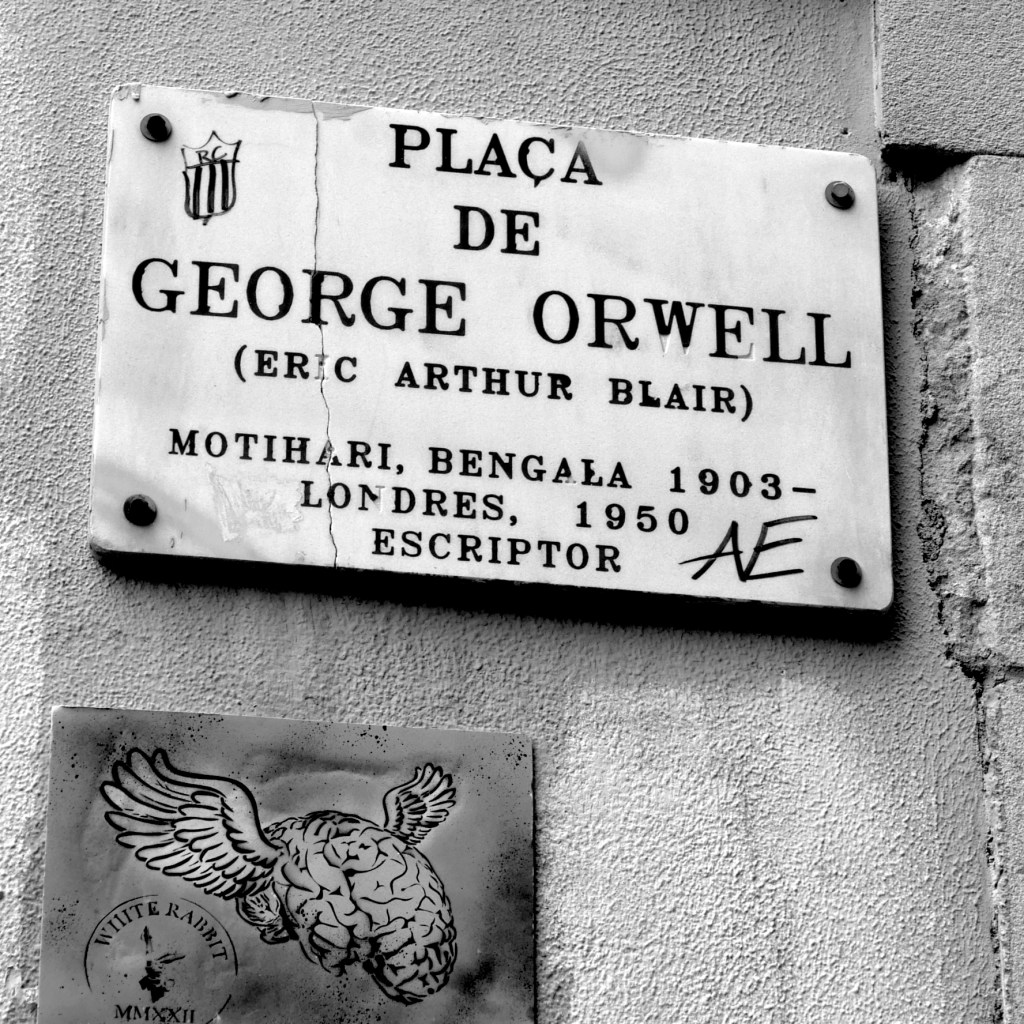 PLAÇA
DE
GEORGE ORWELL
(ERIC ARTHUR BLAIR)
MOTIHARI, BENGALA 1903-
LONDRES, 1950
ESCRIPTOR
AE
WHITE RABBIT
MMXXII